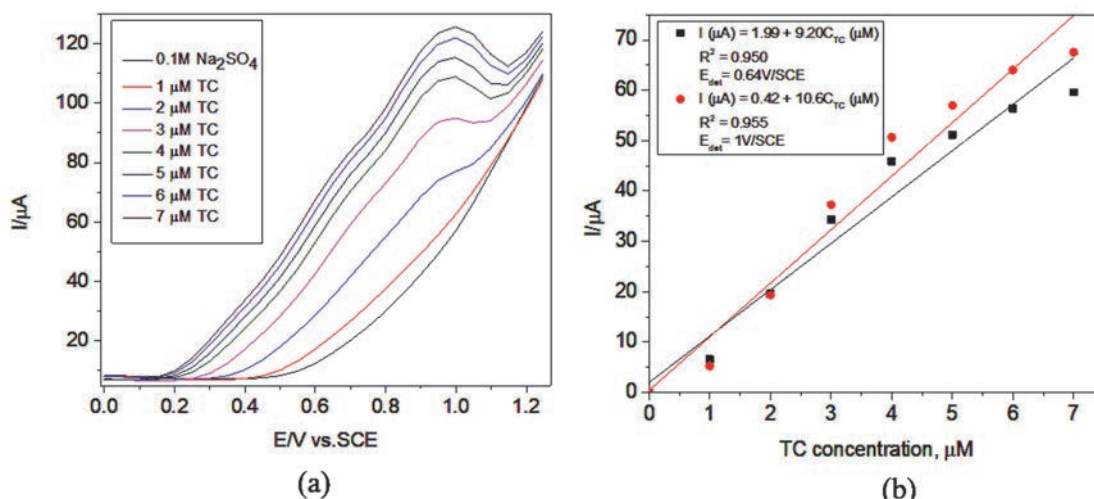 120
100
80
60
40
20
I/µA
0.1M Na₂SO₄
1 µM TC
2 µM TC
3 µM TC
4 µM TC
5 µM TC
6 µM TC
7 µM TC
0.0 0.2 0.4 0.6 0.8 1.0 1.2
E/V vs.SCE
(a)
70
60
50
40
30
20
10
0
I/µA
I (µA) = 1.99 + 9.20C_TC (µM)
R² = 0.950
E_det= 0.64V/SCE
I (µA) = 0.42 + 10.6C_TC (µM)
R² = 0.955
E_det= 1V/SCE
0 1 2 3 4 5 6 7
TC concentration, µM
(b)